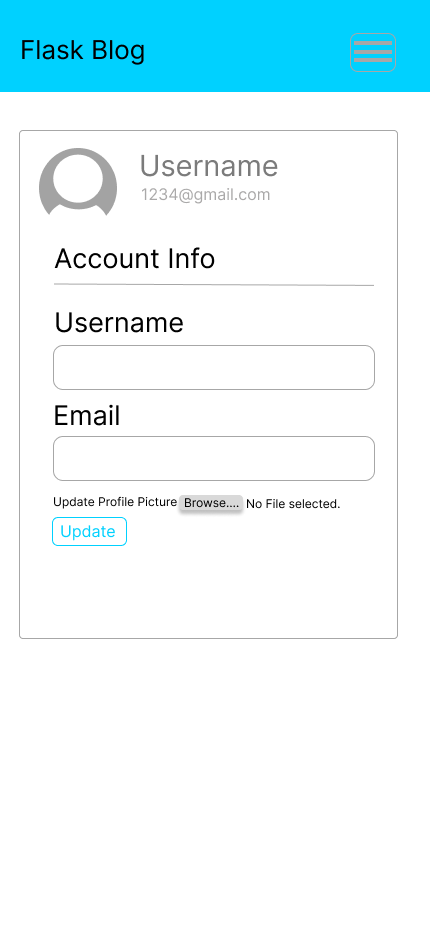 Flask Blog
Username
1234@gmail.com
Account Info
Username
Email
Update Profile Picture Browse.... No File selected.
Update